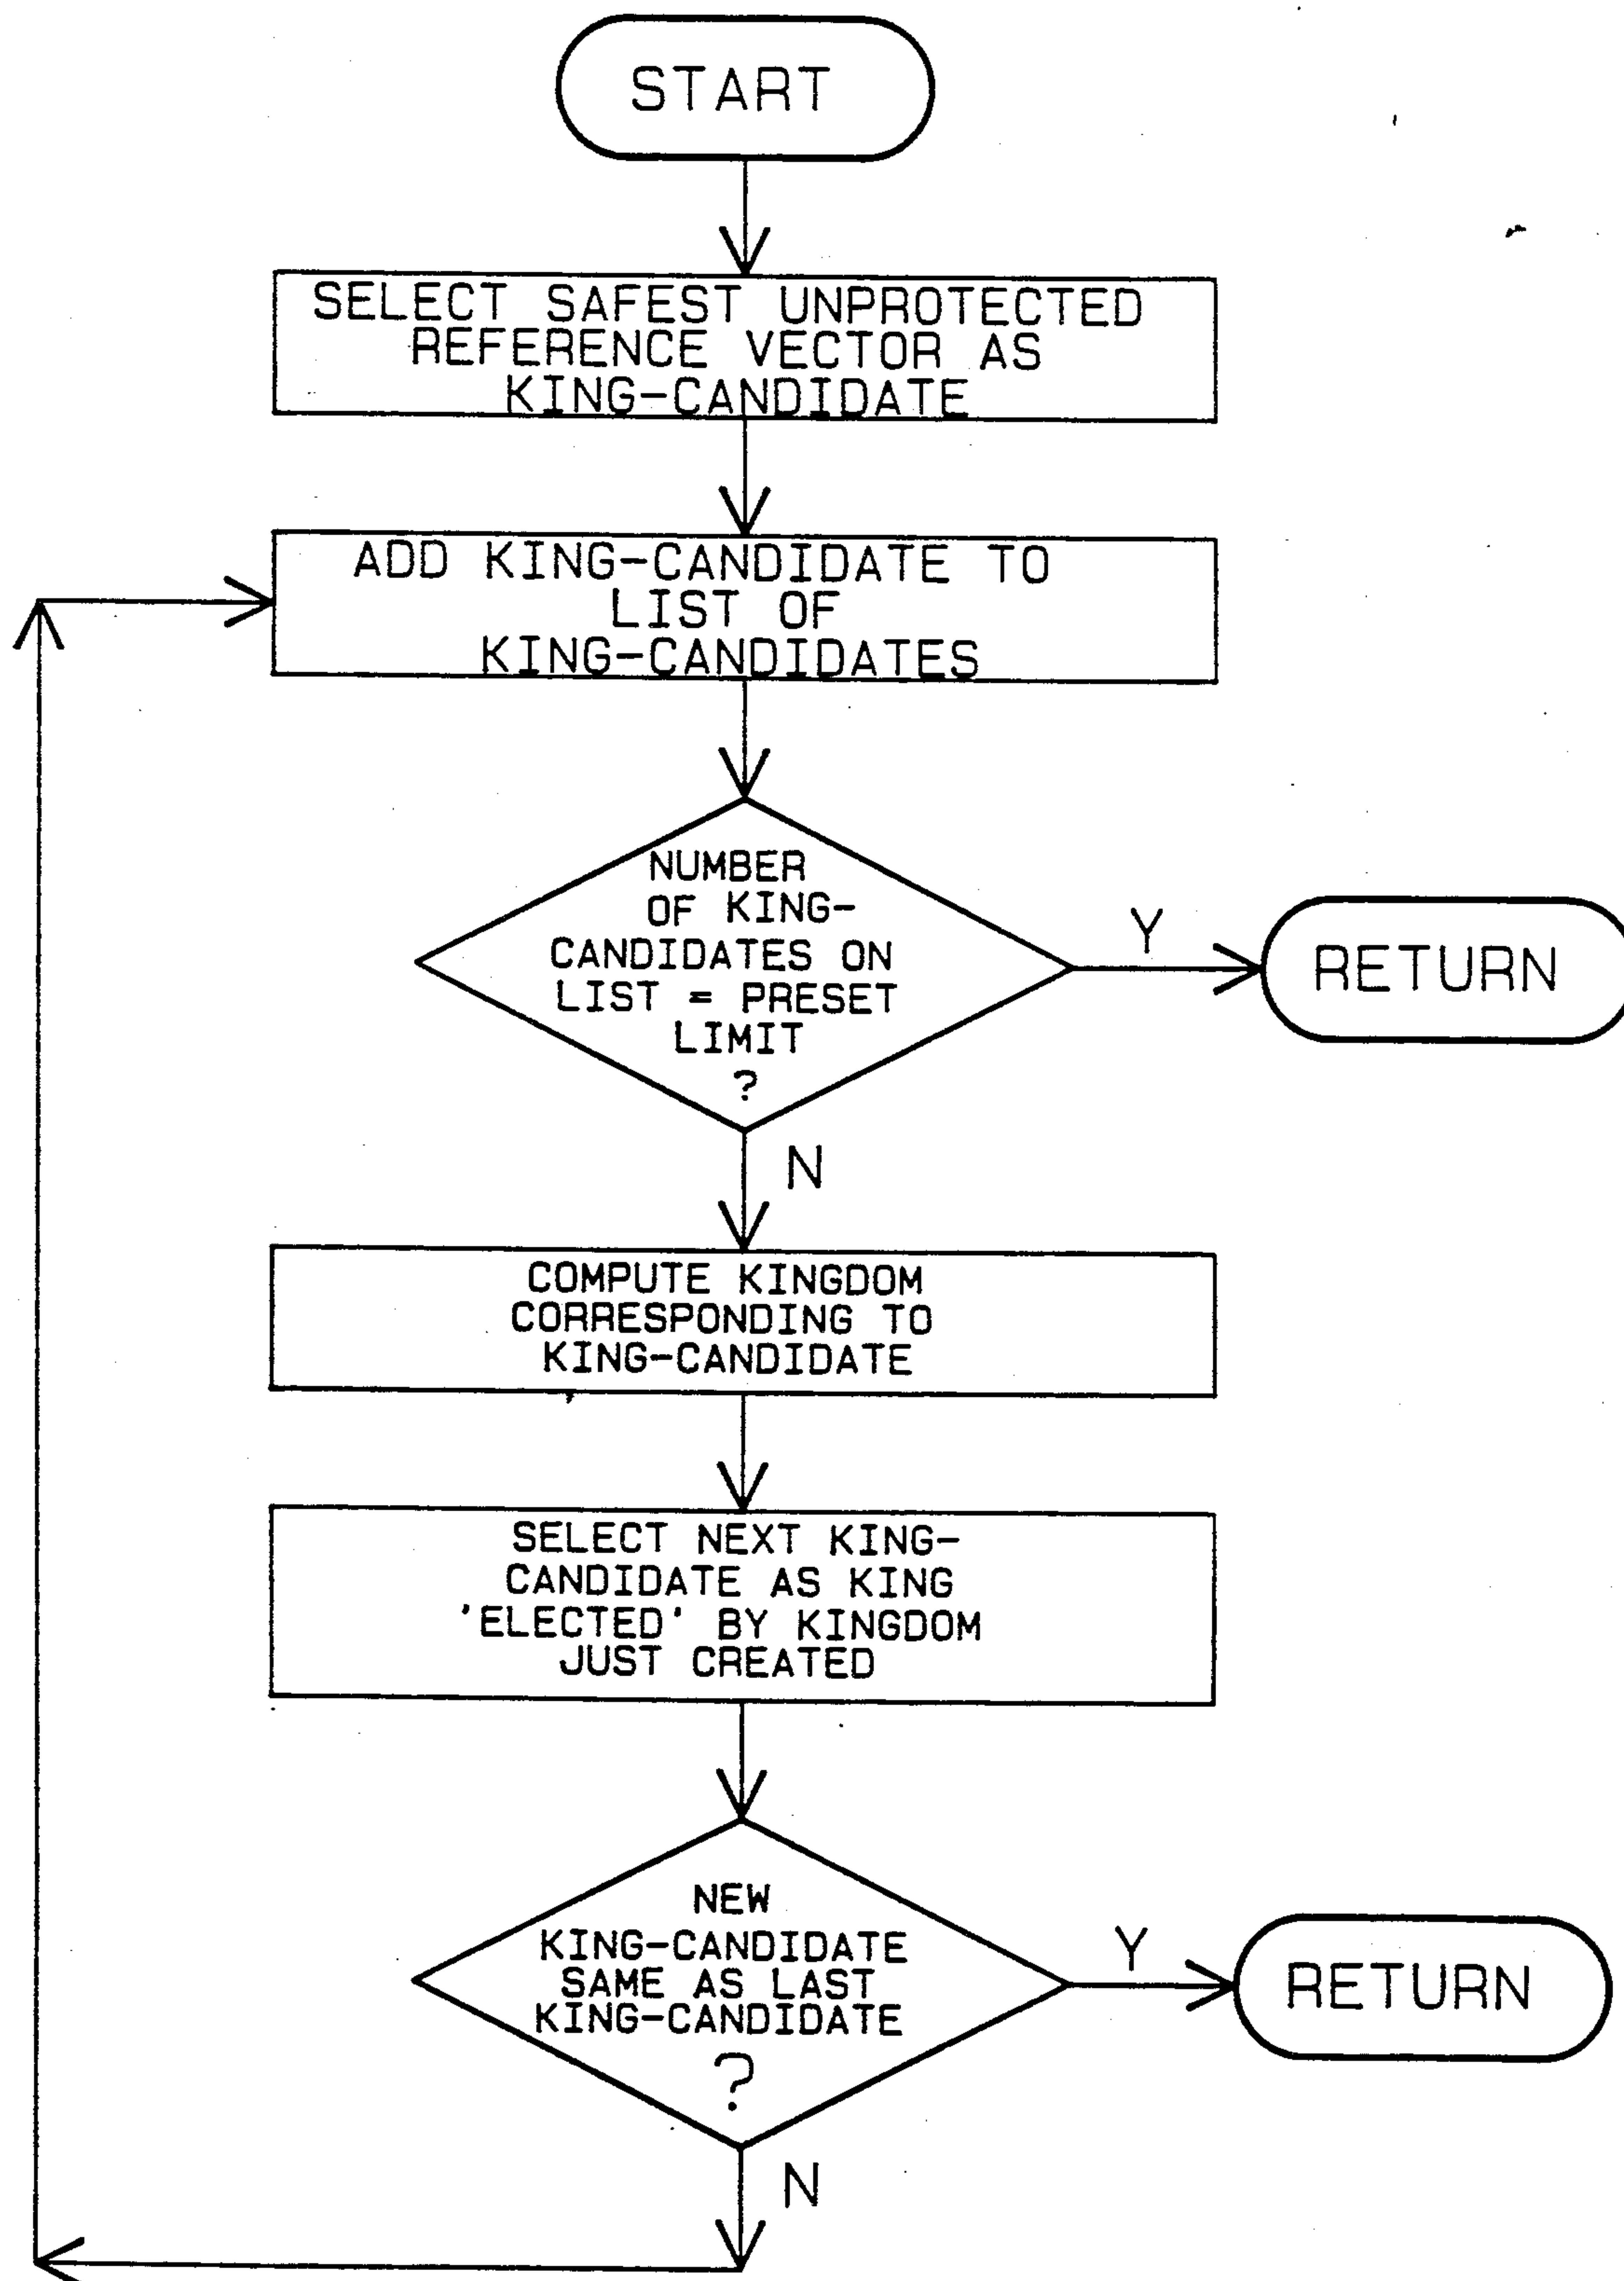 START
SELECT SAFEST UNPROTECTED
REFERENCE VECTOR AS
KING-CANDIDATE
ADD KING-CANDIDATE TO
LIST OF
KING-CANDIDATES
NUMBER
OF KING-
CANDIDATES ON
LIST = PRESET
LIMIT
?
Y
RETURN
N
COMPUTE KINGDOM
CORRESPONDING TO
KING-CANDIDATE
SELECT NEXT KING-
CANDIDATE AS KING
'ELECTED' BY KINGDOM
JUST CREATED
NEW
KING-CANDIDATE
SAME AS LAST
KING-CANDIDATE
?
Y
RETURN
N